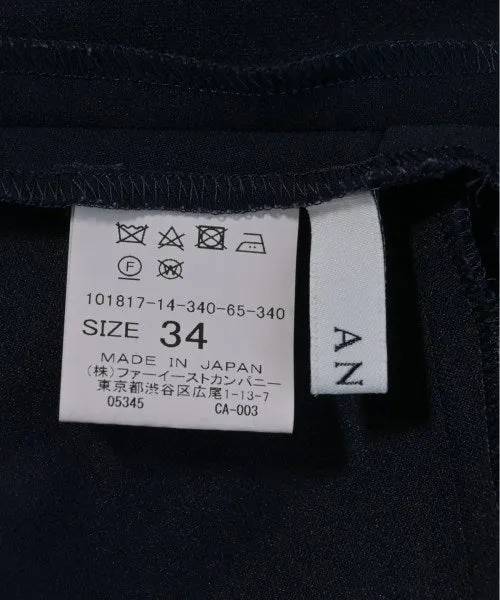 101817-14-340-65-340
SIZE 34
MADE IN JAPAN
(株)ファーイーストカンパニー
東京都渋谷区広尾1-13-7
05345 CA-003
AN